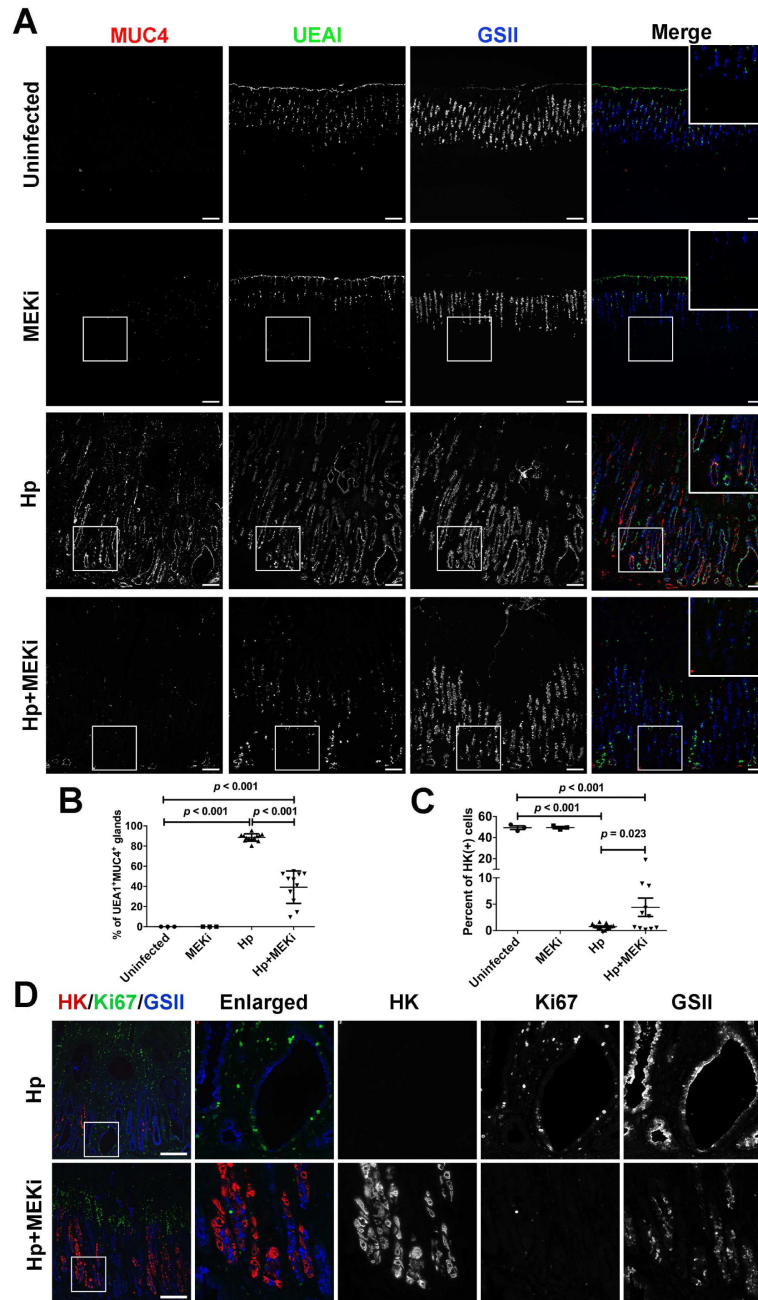 A
MUC4 UEAI GSII Merge
Uninfected
MEKi
Hp
Hp+MEKi
B
p < 0.001
p < 0.001 p < 0.001
% of UEA1⁺MUC4⁺ glands
100
80
60
40
20
0
Uninfected MEKi Hp Hp+MEKi
C
p < 0.001
p < 0.001
p = 0.023
Percent of HK(+) cells
60
40
20
10
5
0
Uninfected MEKi Hp Hp+MEKi
D
HK/Ki67/GSII Enlarged HK Ki67 GSII
Hp
Hp+MEKi